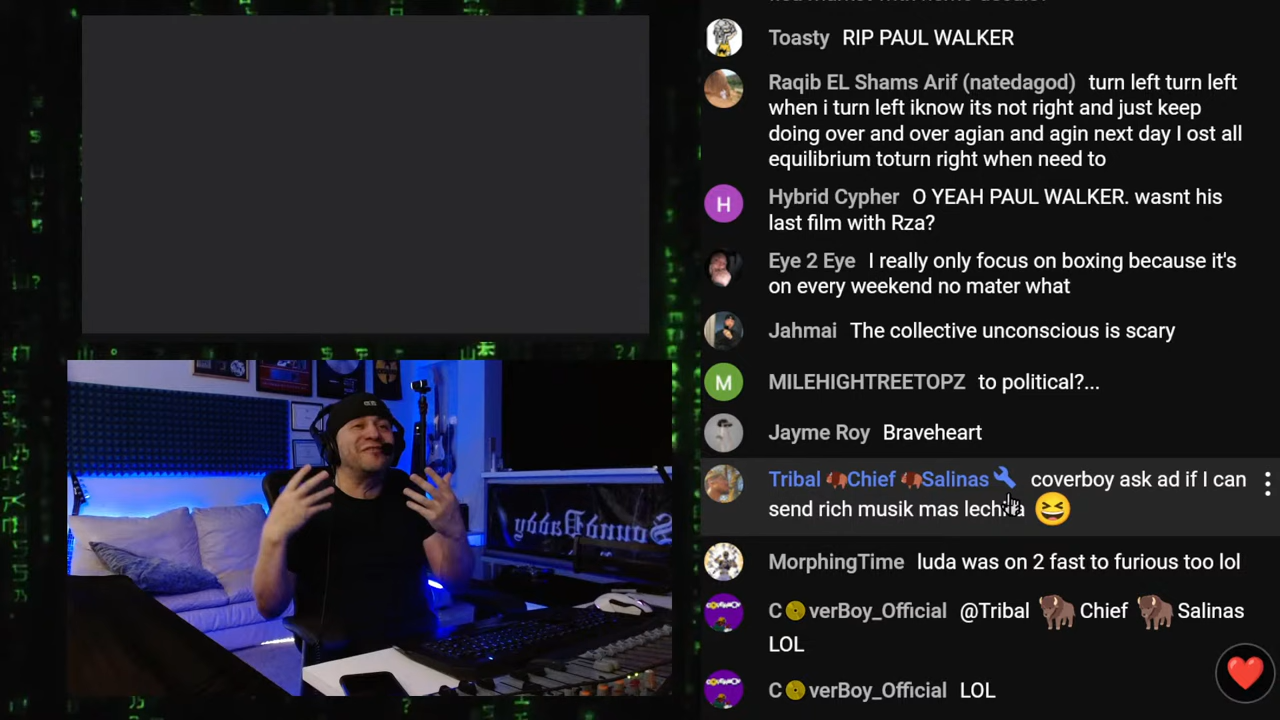 Toasty RIP PAUL WALKER
Raqib EL Shams Arif (natedagod) turn left turn left
when i turn left iknow its not right and just keep
doing over and over agian and agin next day I ost all
equilibrium toturn right when need to
H Hybrid Cypher O YEAH PAUL WALKER. wasnt his
last film with Rza?
Eye 2 Eye I really only focus on boxing because it's
on every weekend no mater what
Jahmai The collective unconscious is scary
M MILEHIGHTREETOPZ to political?...
Jayme Roy Braveheart
Tribal 🦬Chief 🦬Salinas coverboy ask ad if I can
send rich musik mas 😆
MorphingTime luda was on 2 fast to furious too lol
C📀verBoy_Official @Tribal 🦬 Chief 🦬 Salinas
LOL
C📀verBoy_Official LOL
SoundDaddy